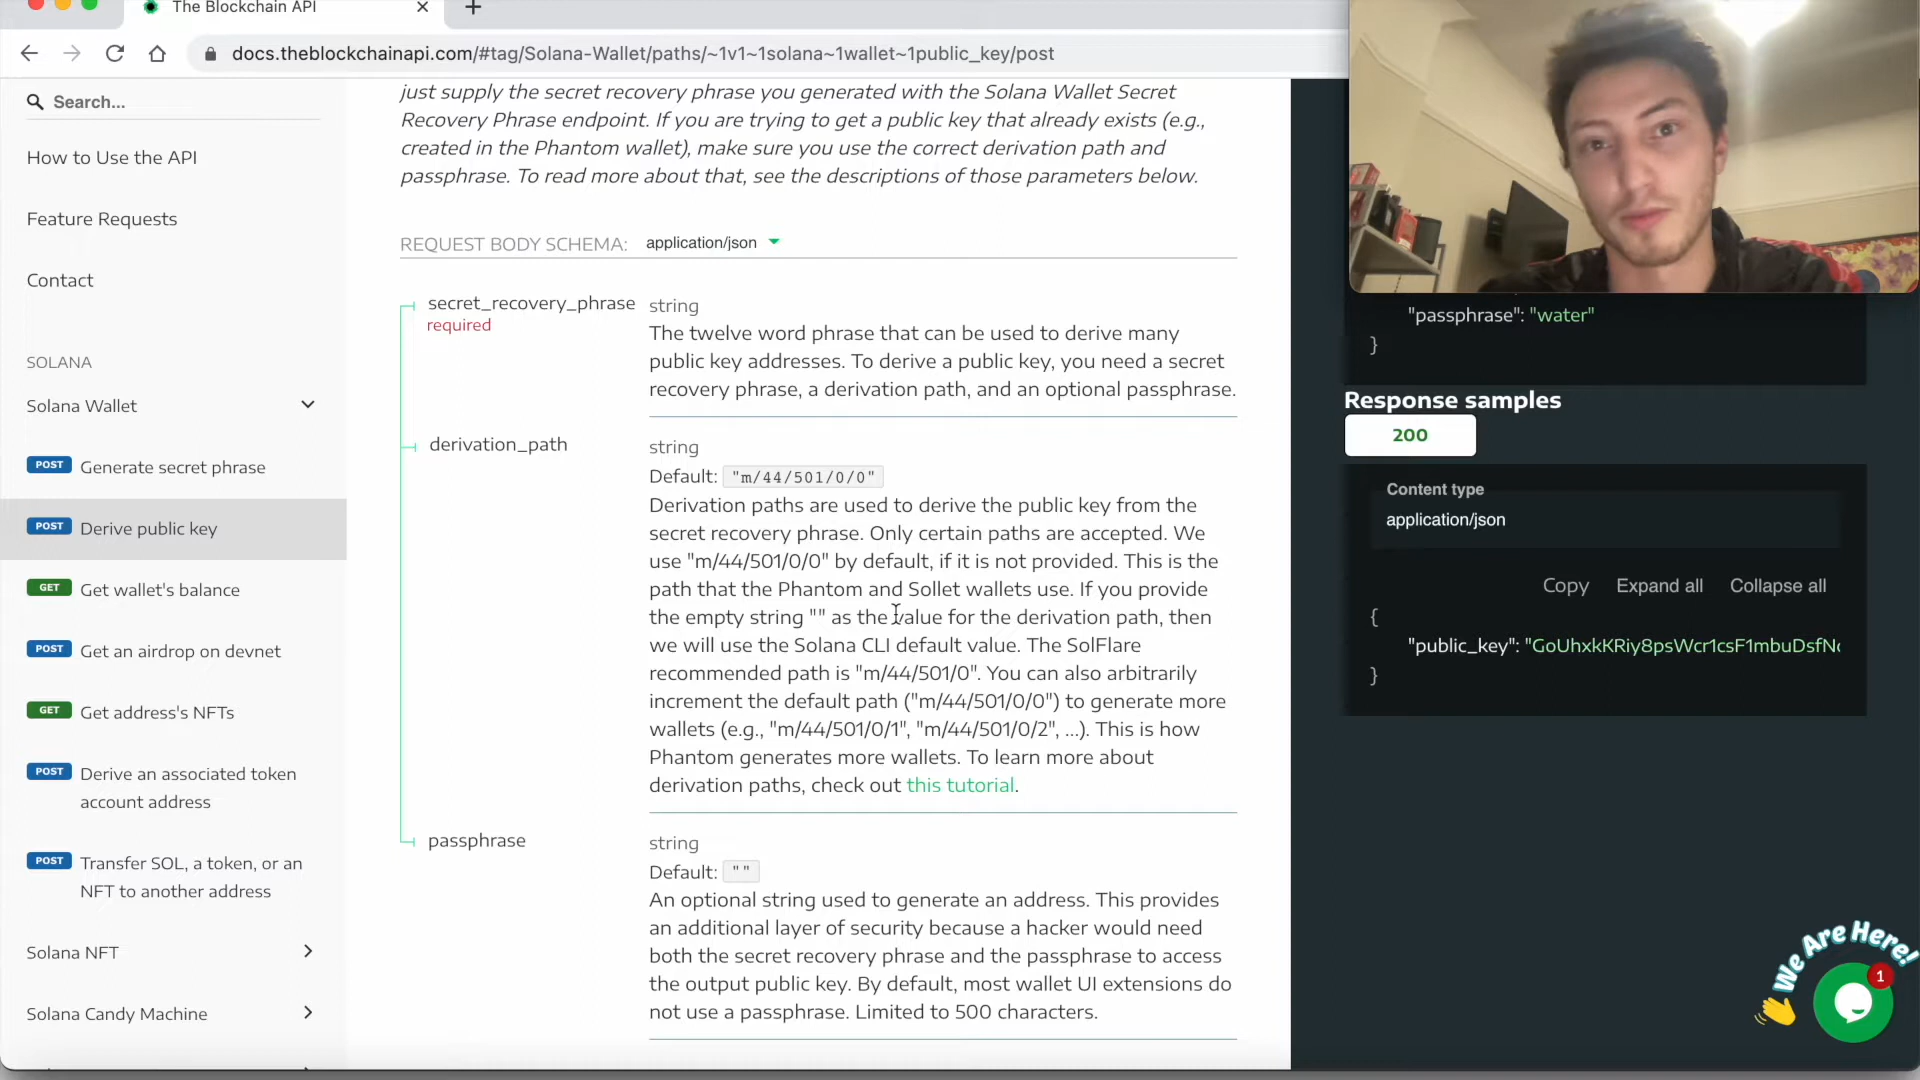 The Blockchain API
docs.theblockchainapi.com/#tag/Solana-Wallet/paths/~1v1~1solana~1wallet~1public_key/post
Search...
How to Use the API
Feature Requests
Contact
SOLANA
Solana Wallet
POST Generate secret phrase
POST Derive public key
GET Get wallet's balance
POST Get an airdrop on devnet
GET Get address's NFTs
POST Derive an associated token
account address
POST Transfer SOL, a token, or an
NFT to another address
Solana NFT
Solana Candy Machine
just supply the secret recovery phrase you generated with the Solana Wallet Secret
Recovery Phrase endpoint. If you are trying to get a public key that already exists (e.g.,
created in the Phantom wallet), make sure you use the correct derivation path and
passphrase. To read more about that, see the descriptions of those parameters below.
REQUEST BODY SCHEMA: application/json
secret_recovery_phrase
required
string
The twelve word phrase that can be used to derive many
public key addresses. To derive a public key, you need a secret
recovery phrase, a derivation path, and an optional passphrase.
derivation_path
string
Default: "m/44/501/0/0"
Derivation paths are used to derive the public key from the
secret recovery phrase. Only certain paths are accepted. We
use "m/44/501/0/0" by default, if it is not provided. This is the
path that the Phantom and Sollet wallets use. If you provide
the empty string "" as the value for the derivation path, then
we will use the Solana CLI default value. The SolFlare
recommended path is "m/44/501/0". You can also arbitrarily
increment the default path ("m/44/501/0/0") to generate more
wallets (e.g., "m/44/501/0/1", "m/44/501/0/2", ...). This is how
Phantom generates more wallets. To learn more about
derivation paths, check out this tutorial.
passphrase
string
Default: ""
An optional string used to generate an address. This provides
an additional layer of security because a hacker would need
both the secret recovery phrase and the passphrase to access
the output public key. By default, most wallet UI extensions do
not use a passphrase. Limited to 500 characters.
"passphrase": "water"
}
Response samples
200
Content type
application/json
Copy Expand all Collapse all
{
"public_key": "GoUhxkKRiy8psWcr1csF1mbuDsfN
}
We Are Here!
1